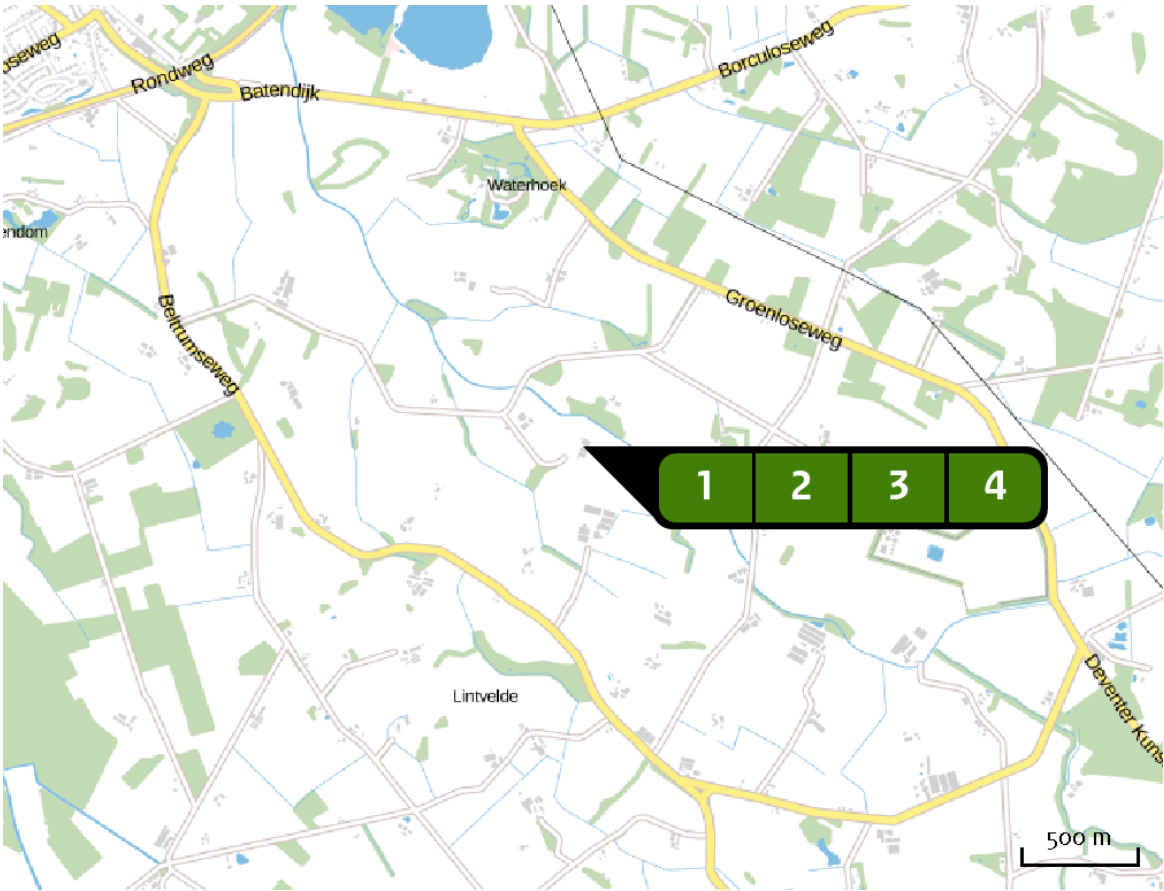 oseweg
Rondweg
Batendijk
Borculoseweg
Waterhoek
endom
Groenloseweg
Beltrumseweg
1 2 3 4
Lintvelde
Deventer Kuns
500 m